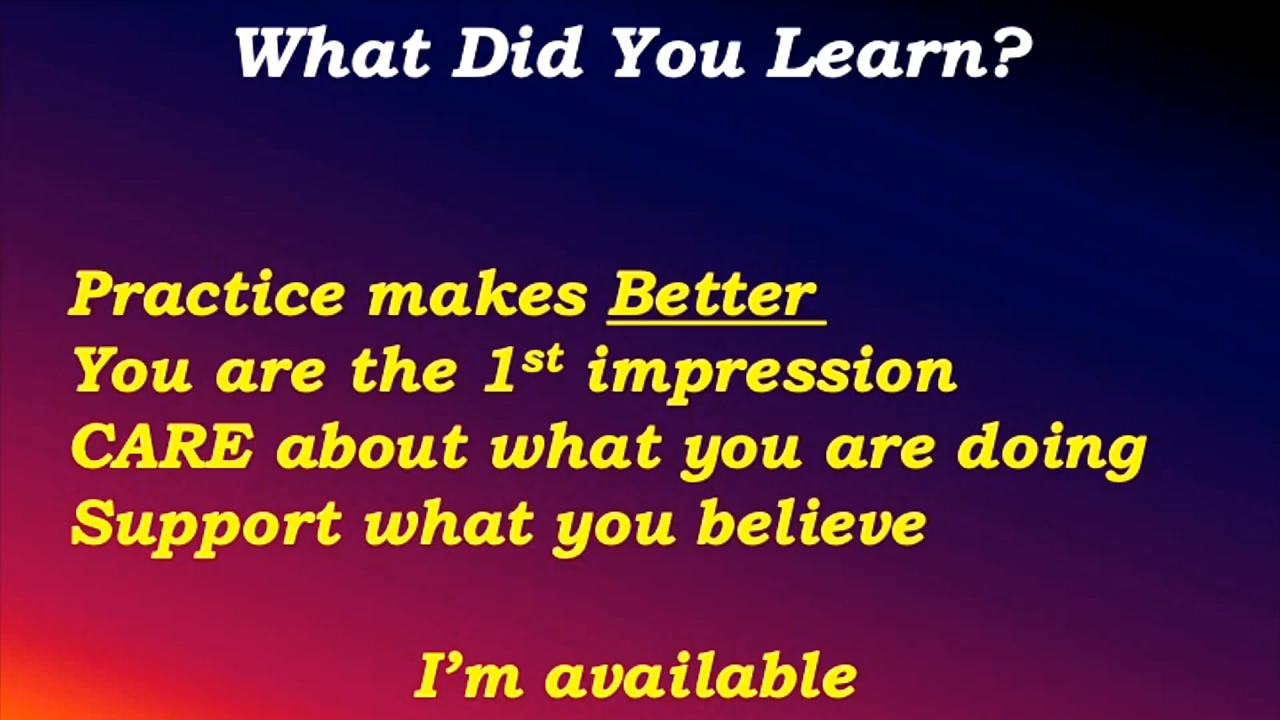 What Did You Learn?
Practice makes Better
You are the 1st impression
CARE about what you are doing
Support what you believe
I'm available